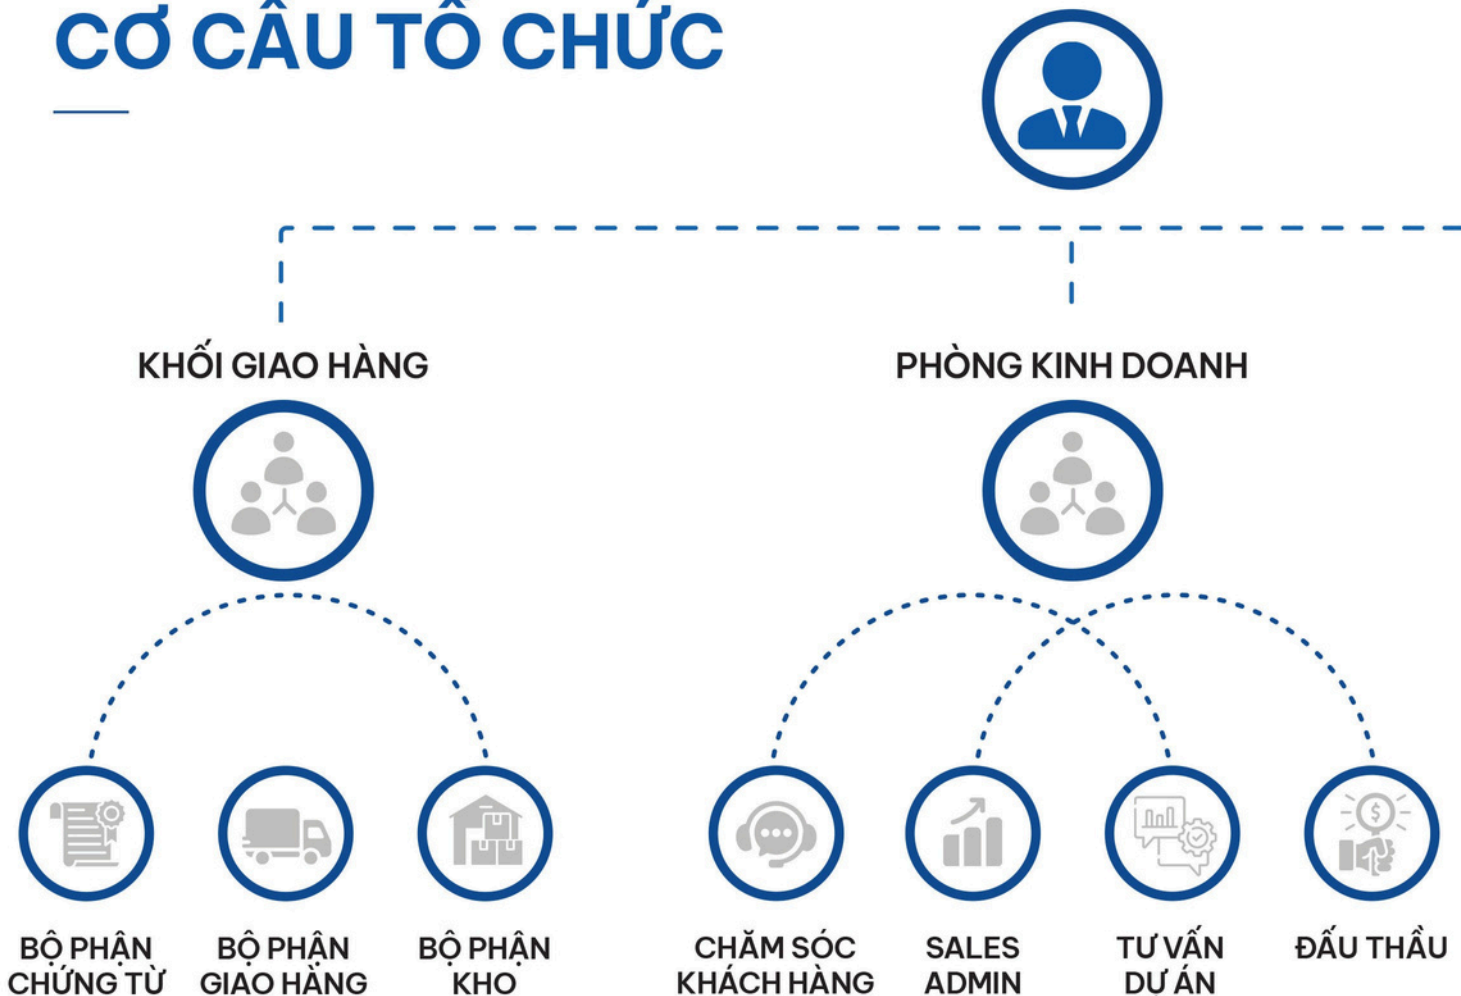 CƠ CẤU TỔ CHỨC
KHỐI GIAO HÀNG
PHÒNG KINH DOANH
BỘ PHẬN
CHỨNG TỪ
BỘ PHẬN
GIAO HÀNG
BỘ PHẬN
KHO
CHĂM SÓC
KHÁCH HÀNG
SALES
ADMIN
TƯ VẤN
DỰ ÁN
ĐẤU THẦU